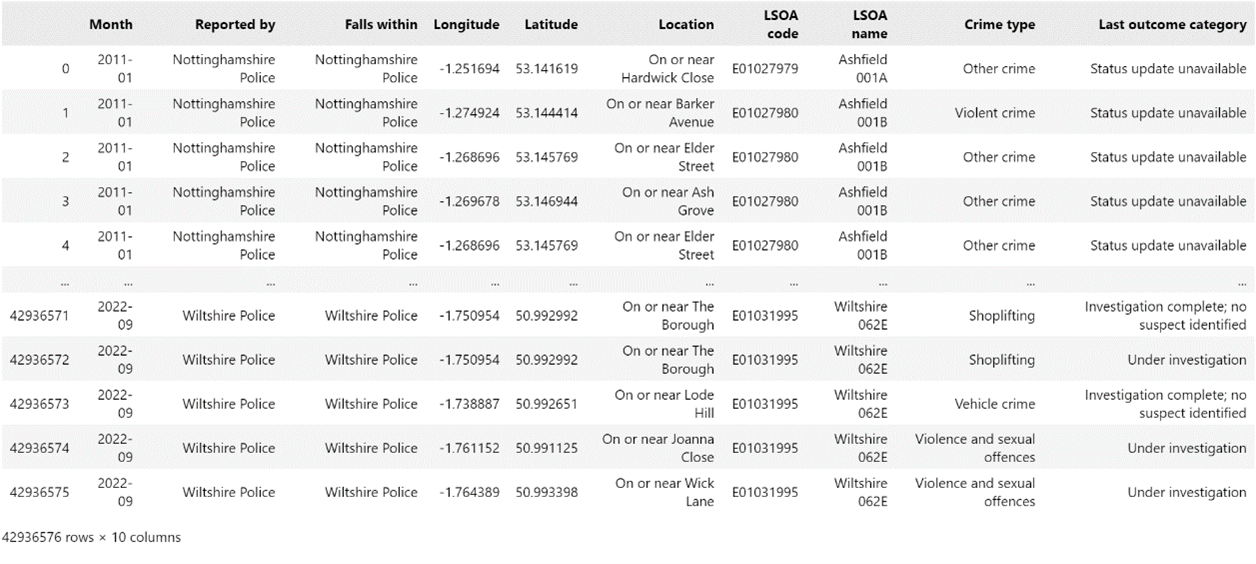 Month Reported by Falls within Longitude Latitude Location LSOA code LSOA name Crime type Last outcome category
0 2011-01 Nottinghamshire Police Nottinghamshire Police -1.251694 53.141619 On or near Hardwick Close E01027979 Ashfield 001A Other crime Status update unavailable
1 2011-01 Nottinghamshire Police Nottinghamshire Police -1.274924 53.144414 On or near Barker Avenue E01027980 Ashfield 001B Violent crime Status update unavailable
2 2011-01 Nottinghamshire Police Nottinghamshire Police -1.268696 53.145769 On or near Elder Street E01027980 Ashfield 001B Other crime Status update unavailable
3 2011-01 Nottinghamshire Police Nottinghamshire Police -1.269678 53.146944 On or near Ash Grove E01027980 Ashfield 001B Other crime Status update unavailable
4 2011-01 Nottinghamshire Police Nottinghamshire Police -1.268696 53.145769 On or near Elder Street E01027980 Ashfield 001B Other crime Status update unavailable
... ... ... ... ... ... ... ... ... ... ...
42936571 2022-09 Wiltshire Police Wiltshire Police -1.750954 50.992992 On or near The Borough E01031995 Wiltshire 062E Shoplifting Investigation complete; no suspect identified
42936572 2022-09 Wiltshire Police Wiltshire Police -1.750954 50.992992 On or near The Borough E01031995 Wiltshire 062E Shoplifting Under investigation
42936573 2022-09 Wiltshire Police Wiltshire Police -1.738887 50.992651 On or near Lode Hill E01031995 Wiltshire 062E Vehicle crime Investigation complete; no suspect identified
42936574 2022-09 Wiltshire Police Wiltshire Police -1.761152 50.991125 On or near Joanna Close E01031995 Wiltshire 062E Violence and sexual offences Under investigation
42936575 2022-09 Wiltshire Police Wiltshire Police -1.764389 50.993398 On or near Wick Lane E01031995 Wiltshire 062E Violence and sexual offences Under investigation
42936576 rows × 10 columns